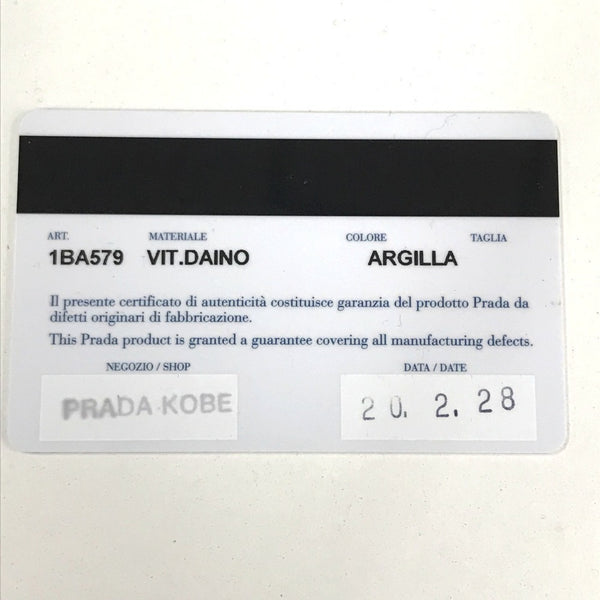 ART. MATERIALE COLORE TAGLIA
1BA579 VIT.DAINO ARGILLA
Il presente certificato di autenticità costituisce garanzia del prodotto Prada da
difetti originari di fabbricazione.
This Prada product is granted a guarantee covering all manufacturing defects.
NEGOZIO / SHOP DATA / DATE
PRADA KOBE 20. 2. 28